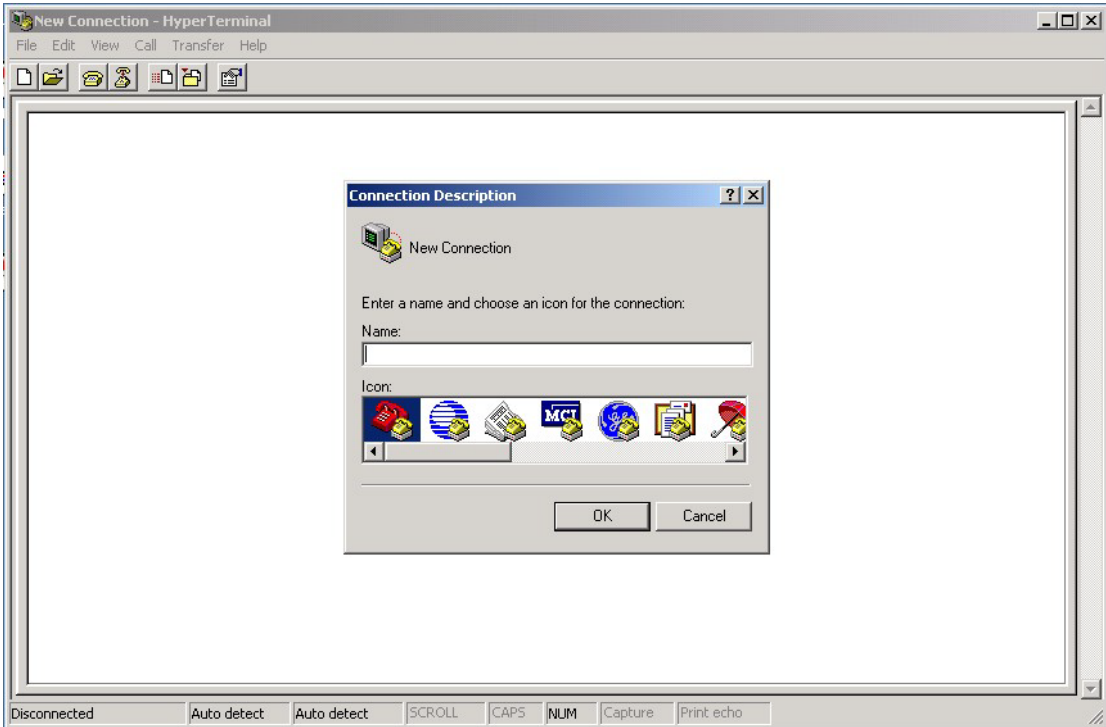 New Connection - HyperTerminal
File Edit View Call Transfer Help
Connection Description
New Connection
Enter a name and choose an icon for the connection:
Name:
Icon:
MCI
OK Cancel
Disconnected Auto detect Auto detect SCROLL CAPS NUM Capture Print echo